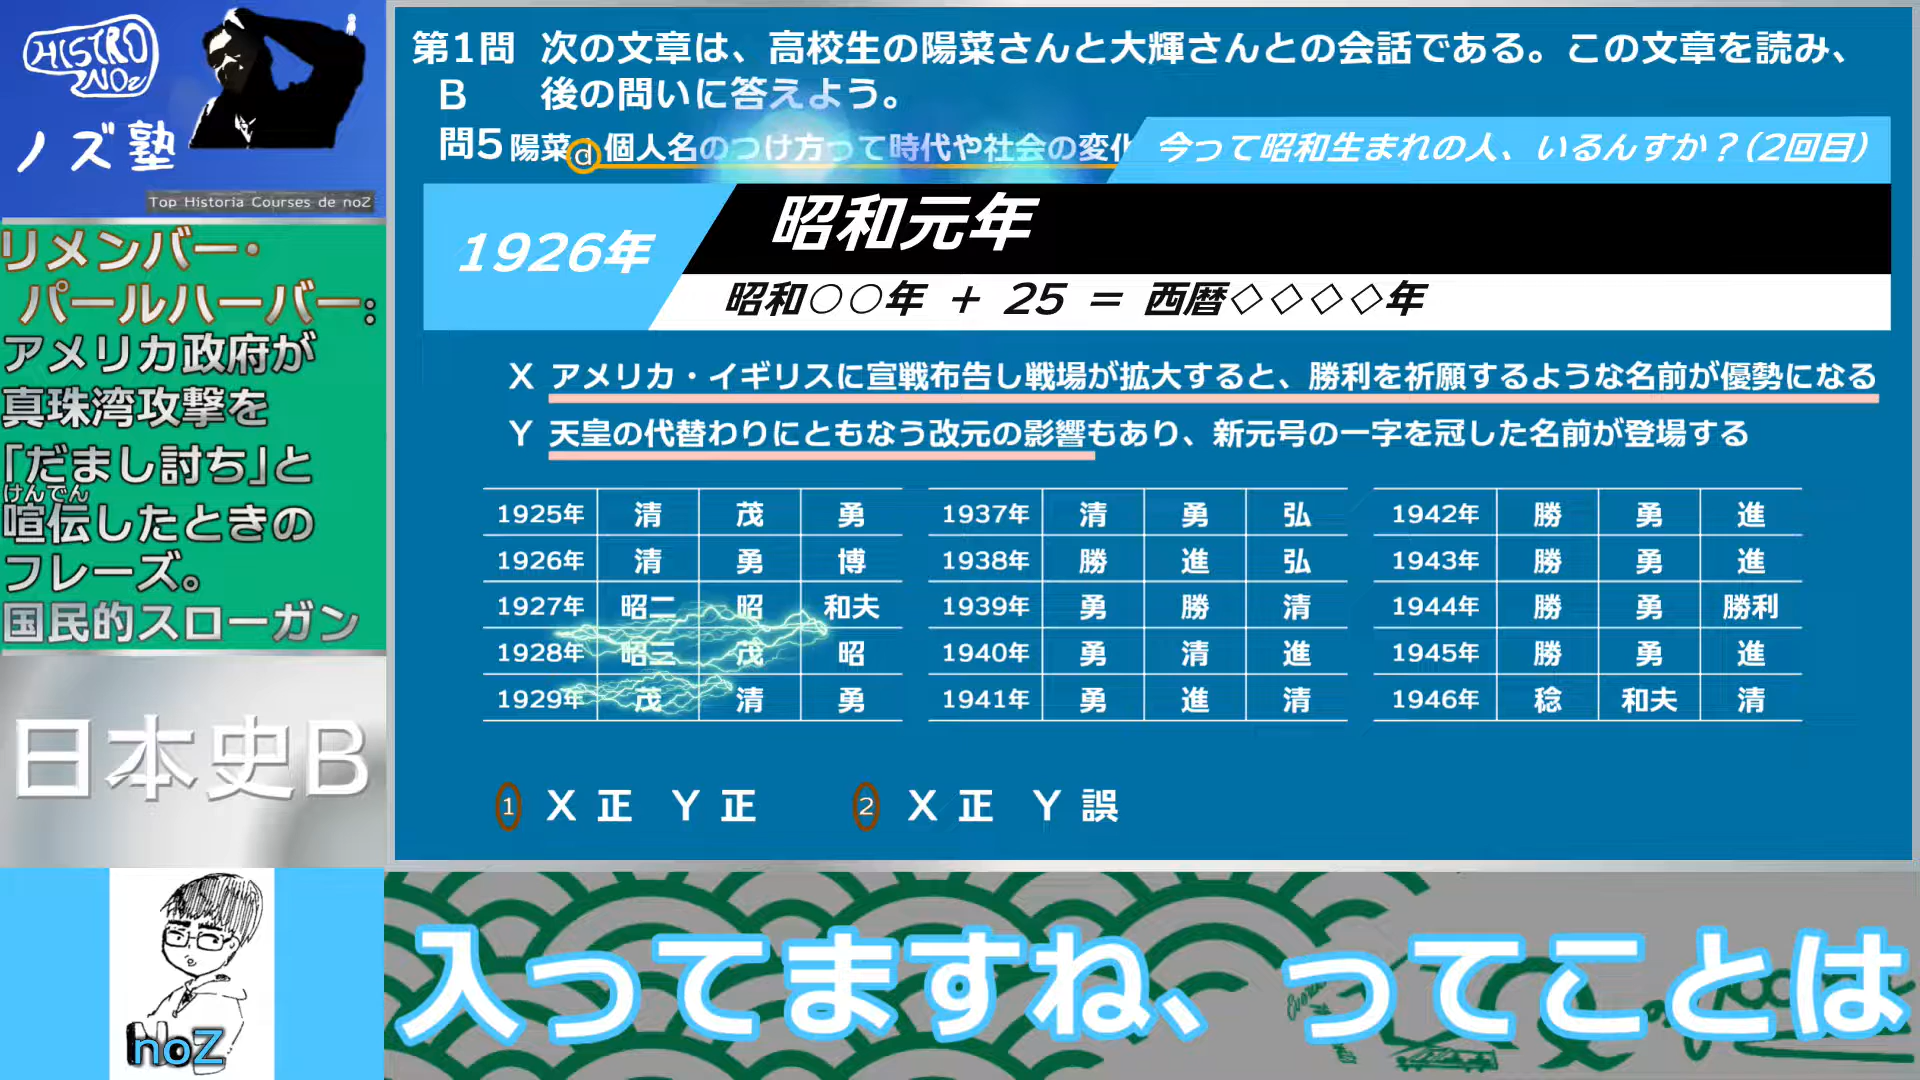 HISTRO
NOz
ノズ塾
Top Historia Courses de noZ
リメンバー・
パールハーバー:
アメリカ政府が
真珠湾攻撃を
「だまし討ち」と
けんでん
喧伝したときの
フレーズ。
国民的スローガン
日本史B
noZ
第1問 次の文章は、高校生の陽菜さんと大輝さんとの会話である。この文章を読み、
B 後の問いに答えよう。
問5 陽菜 d 個人名のつけ方って時代や社会の変化
今って昭和生まれの人、いるんすか?(2回目)
1926年
昭和元年
昭和○○年 + 25 = 西暦◇◇◇◇年
X アメリカ・イギリスに宣戦布告し戦場が拡大すると、勝利を祈願するような名前が優勢になる
Y 天皇の代替わりにともなう改元の影響もあり、新元号の一字を冠した名前が登場する
1925年 清 茂 勇 1937年 清 勇 弘 1942年 勝 勇 進
1926年 清 勇 博 1938年 勝 進 弘 1943年 勝 勇 進
1927年 昭二 昭 和夫 1939年 勇 勝 清 1944年 勝 勇 勝利
1928年 昭三 茂 昭 1940年 勇 清 進 1945年 勝 勇 進
1929年 茂 清 勇 1941年 勇 進 清 1946年 稔 和夫 清
① X 正 Y 正 ② X 正 Y 誤
入ってますね、ってことは